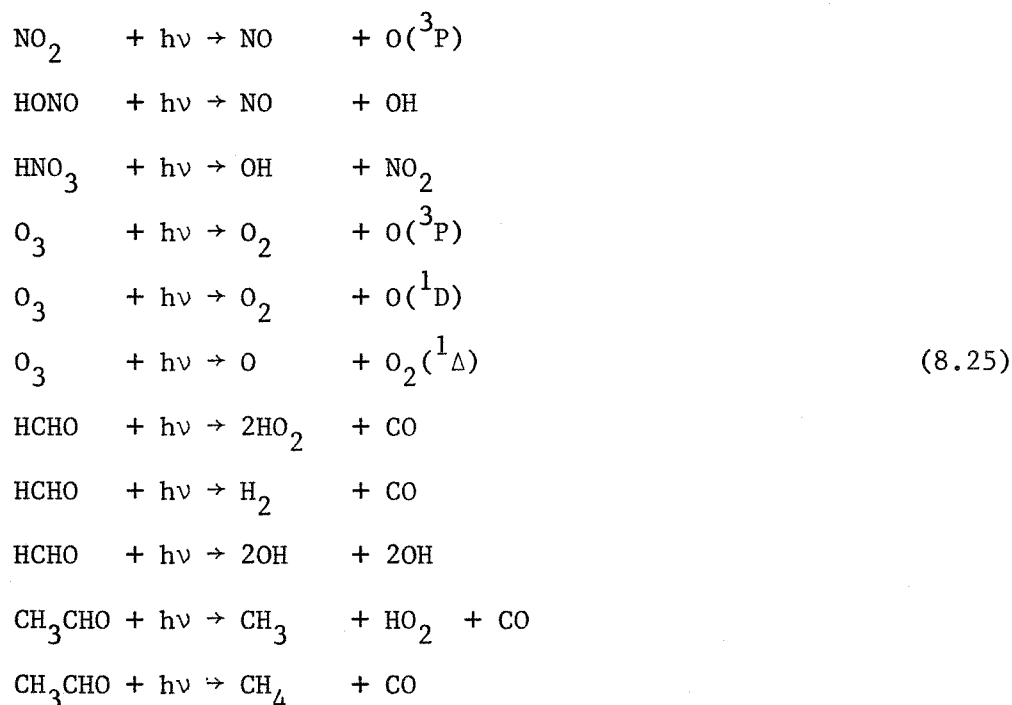 NO₂ + hν → NO + O(³P)
HONO + hν → NO + OH
HNO₃ + hν → OH + NO₂
O₃ + hν → O₂ + O(³P)
O₃ + hν → O₂ + O(¹D)
O₃ + hν → O + O₂(¹Δ) (8.25)
HCHO + hν → 2HO₂ + CO
HCHO + hν → H₂ + CO
HCHO + hν → 2OH + 2OH
CH₃CHO + hν → CH₃ + HO₂ + CO
CH₃CHO + hν → CH₄ + CO